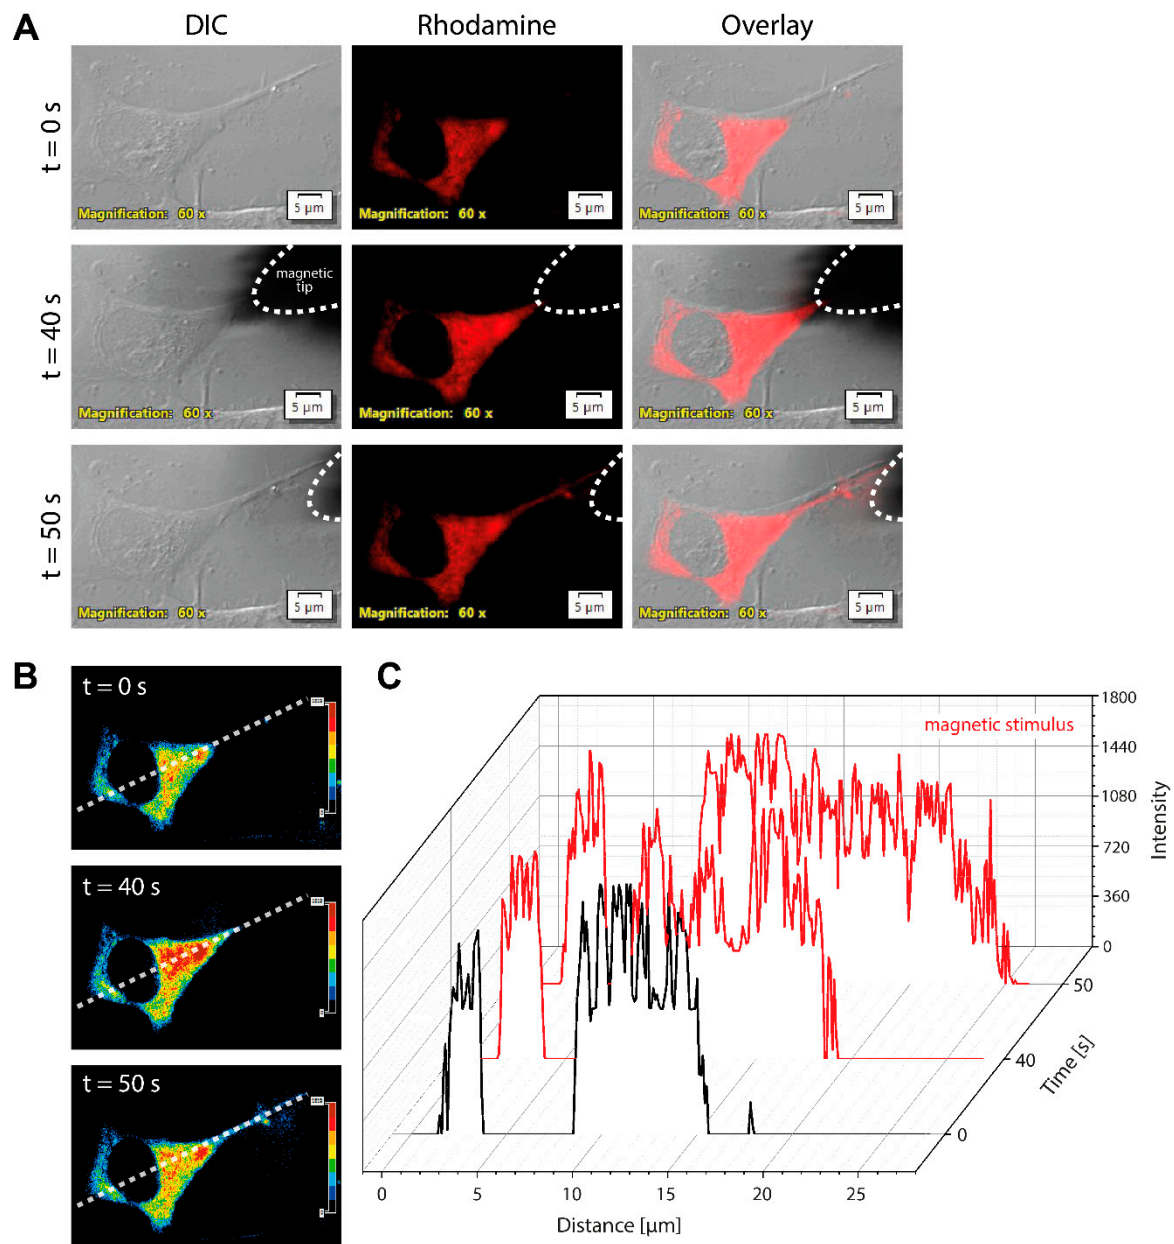 A
DIC
Rhodamine
Overlay
t = 0 s
Magnification: 60 x
5 µm
Magnification: 60 x
5 µm
Magnification: 60 x
5 µm
t = 40 s
magnetic
tip
Magnification: 60 x
5 µm
Magnification: 60 x
5 µm
Magnification: 60 x
5 µm
t = 50 s
Magnification: 60 x
5 µm
Magnification: 60 x
5 µm
Magnification: 60 x
5 µm
B
t = 0 s
t = 40 s
t = 50 s
C
magnetic stimulus
1800
1440
1080
720
360
0
Intensity
50
40
0
Time [s]
0 5 10 15 20 25
Distance [µm]